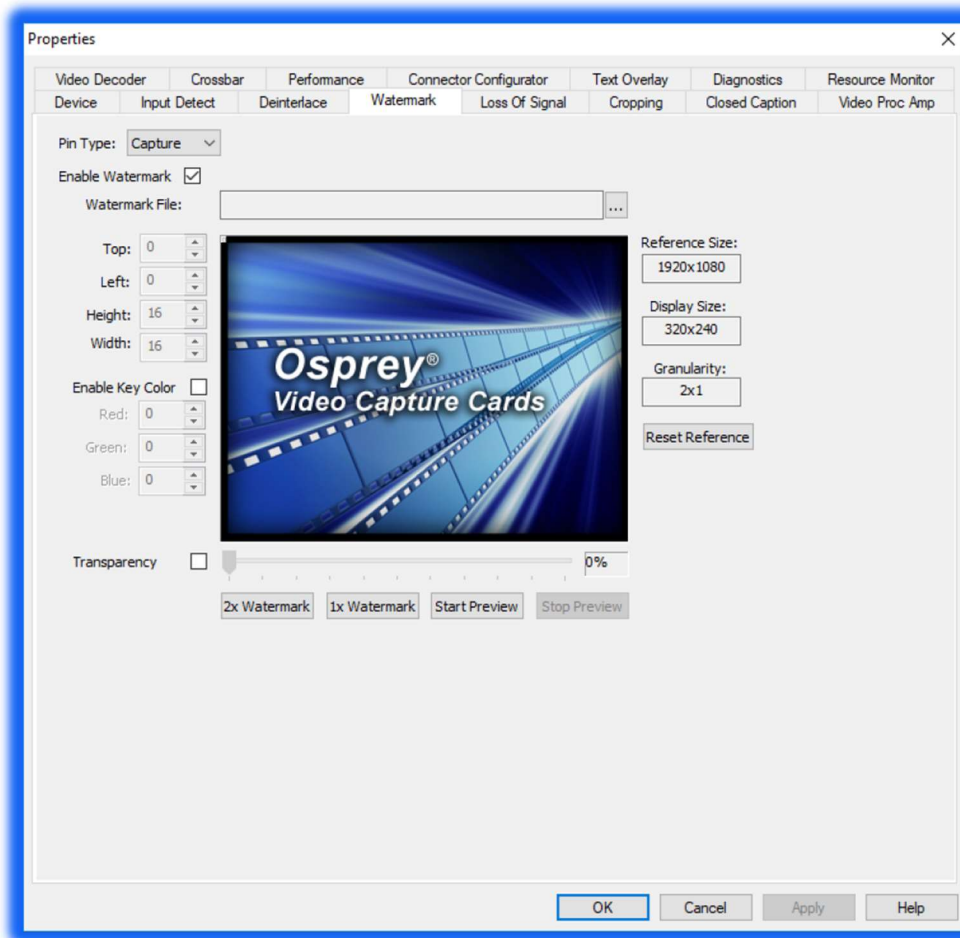 Properties
Video Decoder Crossbar Performance Connector Configurator Text Overlay Diagnostics Resource Monitor
Device Input Detect Deinterlace Watermark Loss Of Signal Cropping Closed Caption Video Proc Amp
Pin Type: Capture
Enable Watermark
Watermark File: ...
Top: 0
Left: 0
Height: 16
Width: 16
Enable Key Color
Red: 0
Green: 0
Blue: 0
Osprey®
Video Capture Cards
Reference Size:
1920x1080
Display Size:
320x240
Granularity:
2x1
Reset Reference
Transparency 0%
2x Watermark 1x Watermark Start Preview Stop Preview
OK Cancel Apply Help